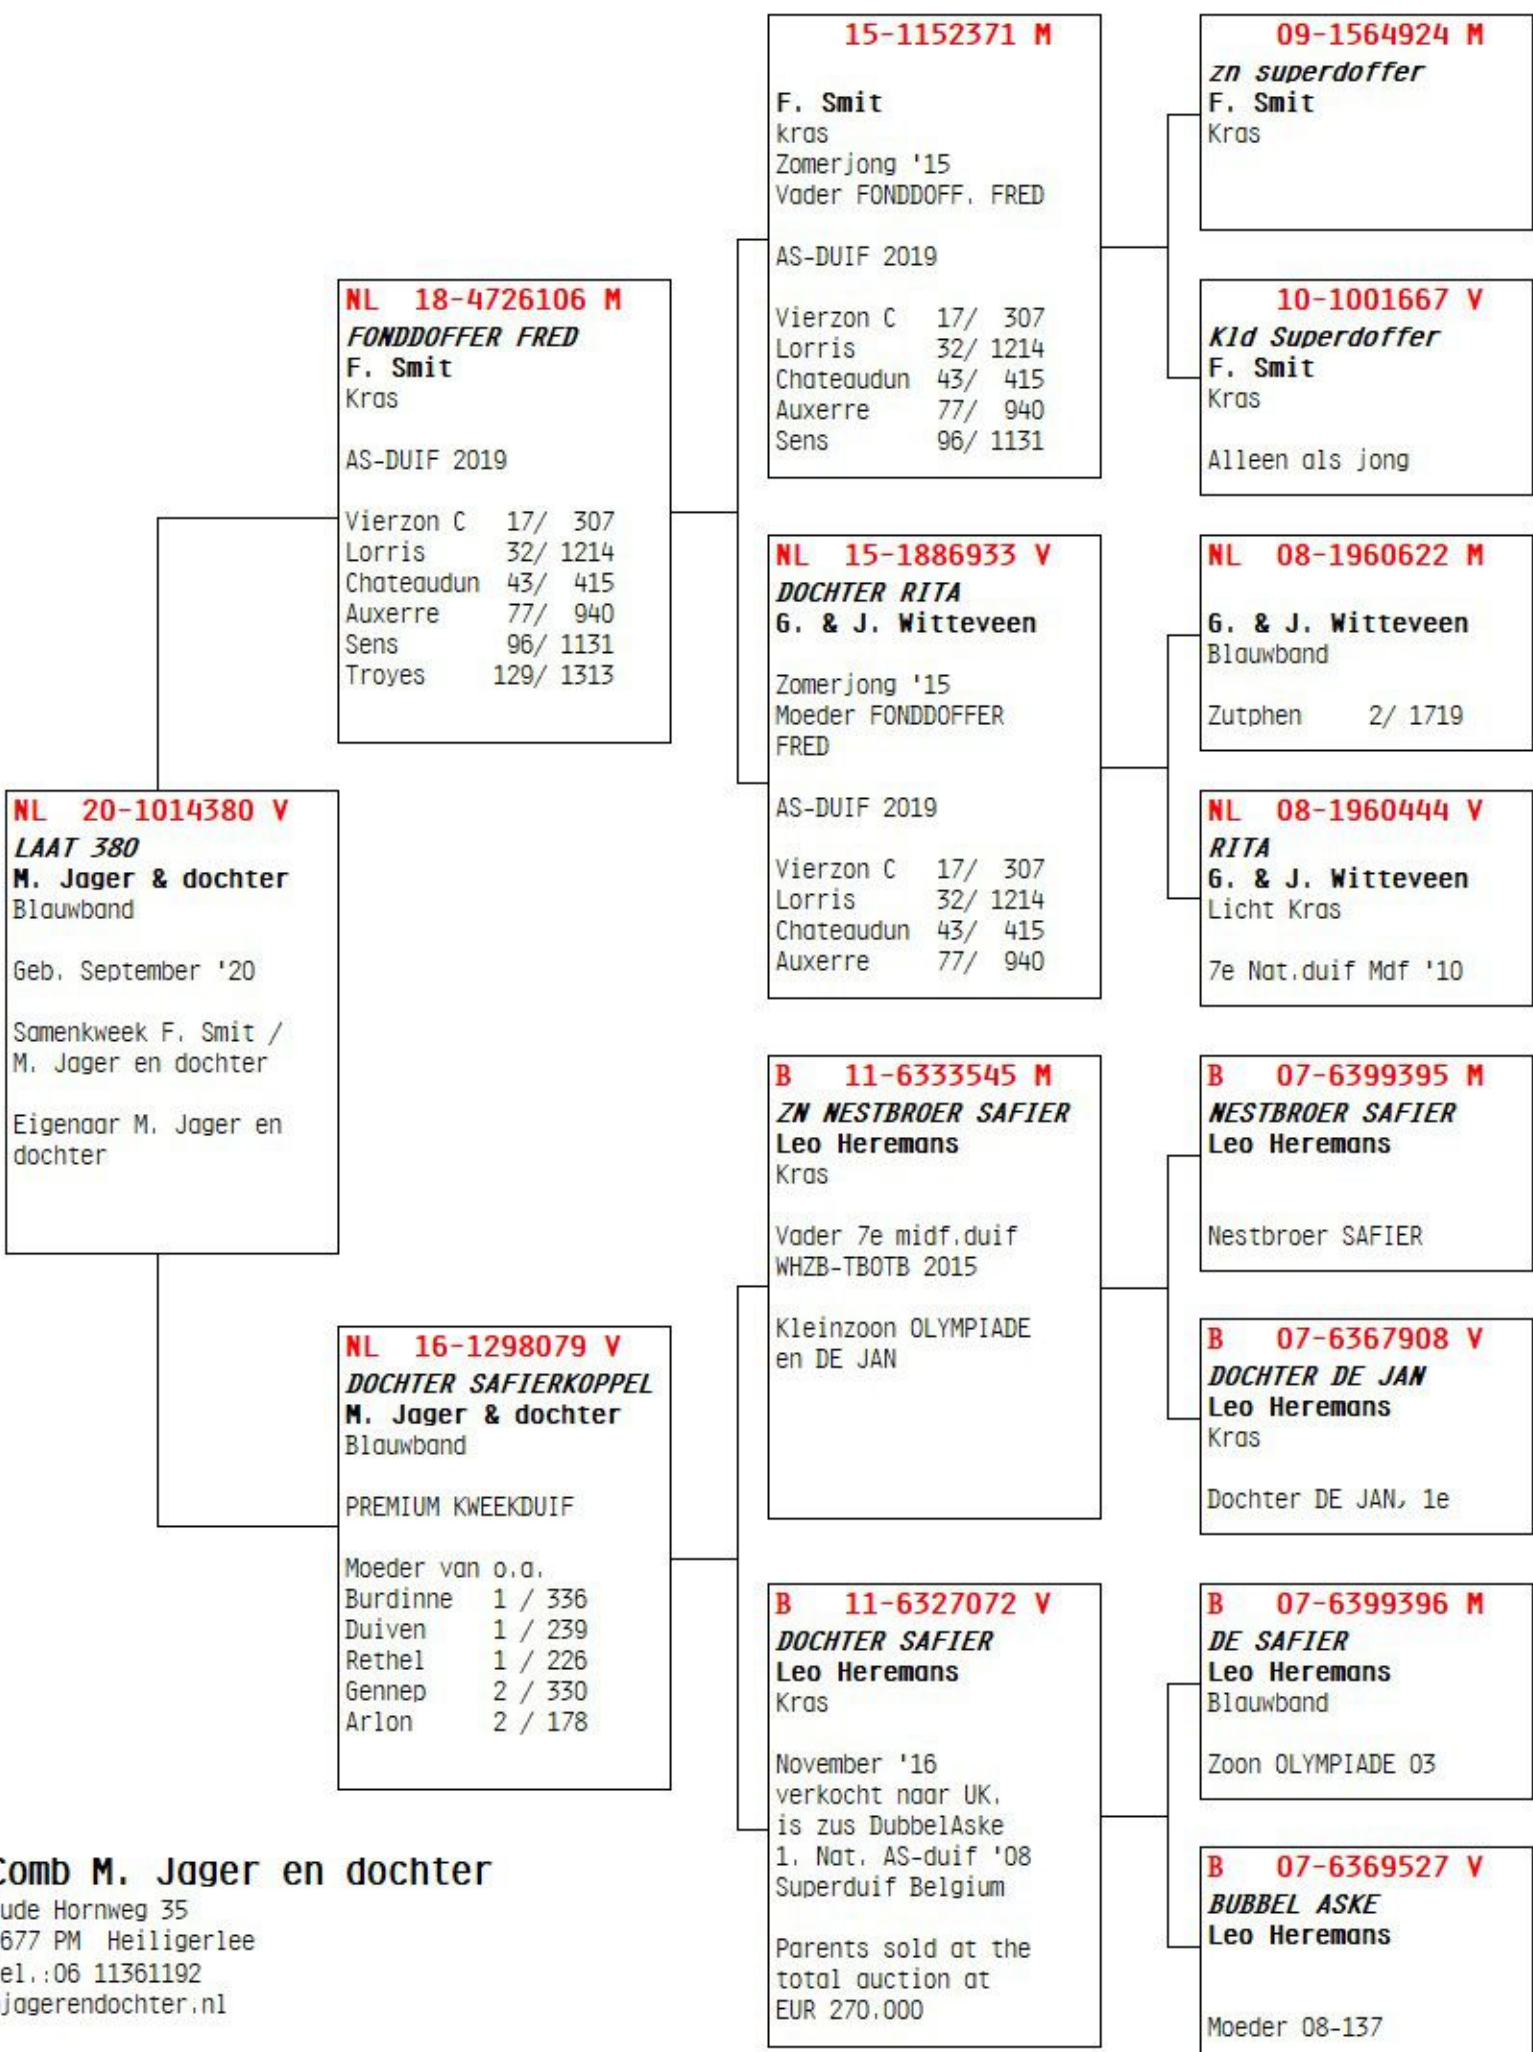 NL 20-1014380 V
LAAT 380
M. Jager & dochter
Blauwband
Geb. September '20
Samenkweek F. Smit /
M. Jager en dochter
Eigenaar M. Jager en
dochter
NL 18-4726106 M
FONDDOFFER FRED
F. Smit
Kras
AS-DUIF 2019
Vierzon C 17/ 307
Lorris 32/ 1214
Chateaudun 43/ 415
Auxerre 77/ 940
Sens 96/ 1131
Troyes 129/ 1313
NL 16-1298079 V
DOCHTER SAFIERKOPPEL
M. Jager & dochter
Blauwband
PREMIUM KWEEKDUIF
Moeder van o.a.
Burdinne 1 / 336
Duiven 1 / 239
Rethel 1 / 226
Gennep 2 / 330
Arlon 2 / 178
15-1152371 M
F. Smit
kras
Zomerjong '15
Vader FONDDOFF. FRED
AS-DUIF 2019
Vierzon C 17/ 307
Lorris 32/ 1214
Chateaudun 43/ 415
Auxerre 77/ 940
Sens 96/ 1131
NL 15-1886933 V
DOCHTER RITA
G. & J. Witteveen
Zomerjong '15
Moeder FONDDOFFER
FRED
AS-DUIF 2019
Vierzon C 17/ 307
Lorris 32/ 1214
Chateaudun 43/ 415
Auxerre 77/ 940
B 11-6333545 M
ZN NESTBROER SAFIER
Leo Heremans
Kras
Vader 7e midf.duif
WHZB-TBOTB 2015
Kleinzoon OLYMPIADE
en DE JAN
B 11-6327072 V
DOCHTER SAFIER
Leo Heremans
Kras
November '16
verkocht naar UK.
is zus DubbelAske
1. Nat. AS-duif '08
Superduif Belgium
Parents sold at the
total auction at
EUR 270.000
09-1564924 M
zn superdoffer
F. Smit
Kras
10-1001667 V
Kld Superdoffer
F. Smit
Kras
Alleen als jong
NL 08-1960622 M
G. & J. Witteveen
Blauwband
Zutphen 2/ 1719
NL 08-1960444 V
RITA
G. & J. Witteveen
Licht Kras
7e Nat.duif Mdf '10
B 07-6399395 M
NESTBROER SAFIER
Leo Heremans
Nestbroer SAFIER
B 07-6367908 V
DOCHTER DE JAN
Leo Heremans
Kras
Dochter DE JAN, 1e
B 07-6399396 M
DE SAFIER
Leo Heremans
Blauwband
Zoon OLYMPIADE 03
B 07-6369527 V
BUBBEL ASKE
Leo Heremans
Moeder 08-137
Comb M. Jager en dochter
ude Hornweg 35
677 PM Heiligerlee
el.:06 11361192
jagerendochter.nl